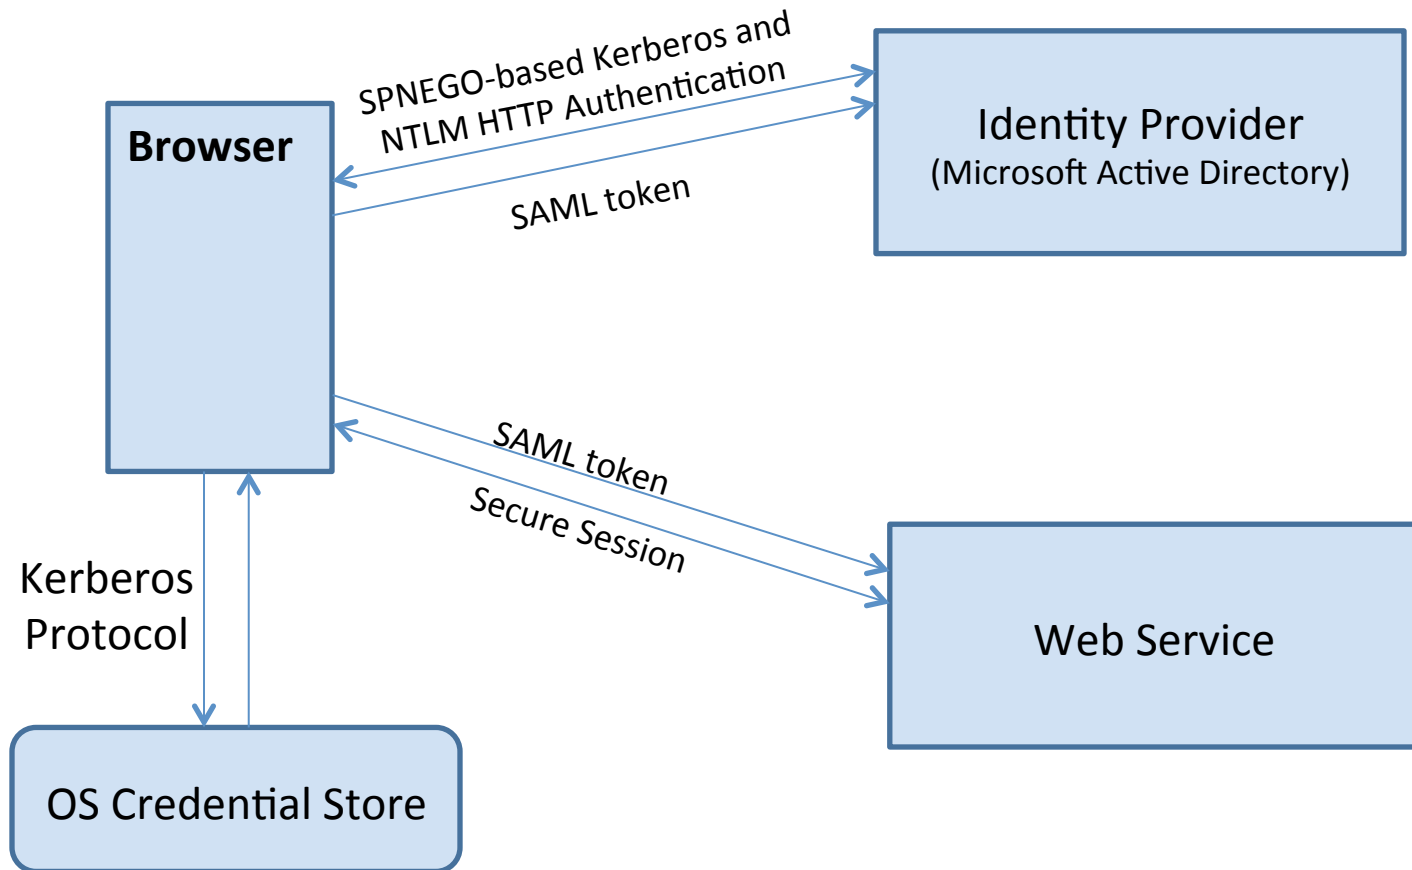 SPNEGO-based Kerberos and
NTLM HTTP Authentication
Browser
Identity Provider
(Microsoft Active Directory)
SAML token
SAML token
Secure Session
Kerberos
Protocol
Web Service
OS Credential Store